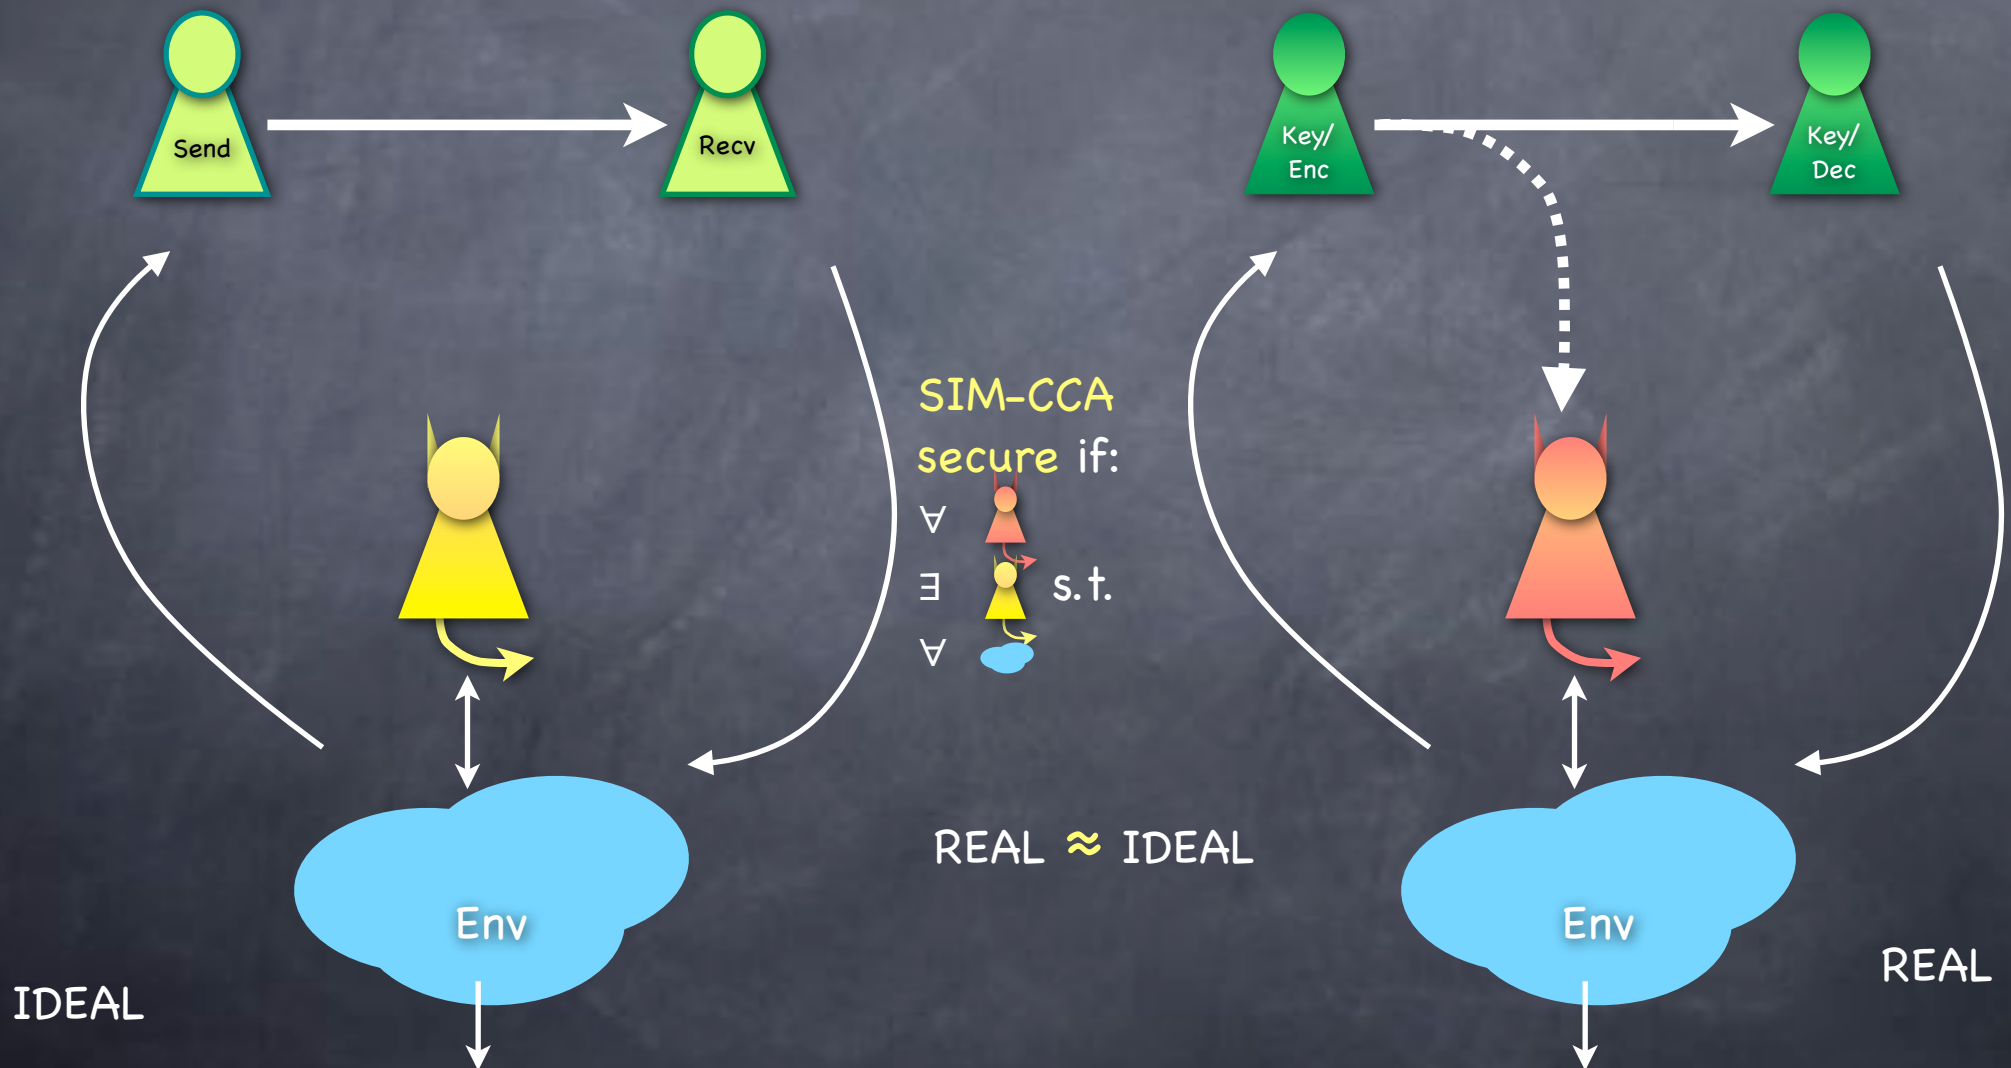 Send
Recv
Key/
Enc
Key/
Dec
SIM-CCA
secure if:
∀
∃ s.t.
∀
REAL ≈ IDEAL
Env
Env
IDEAL
REAL